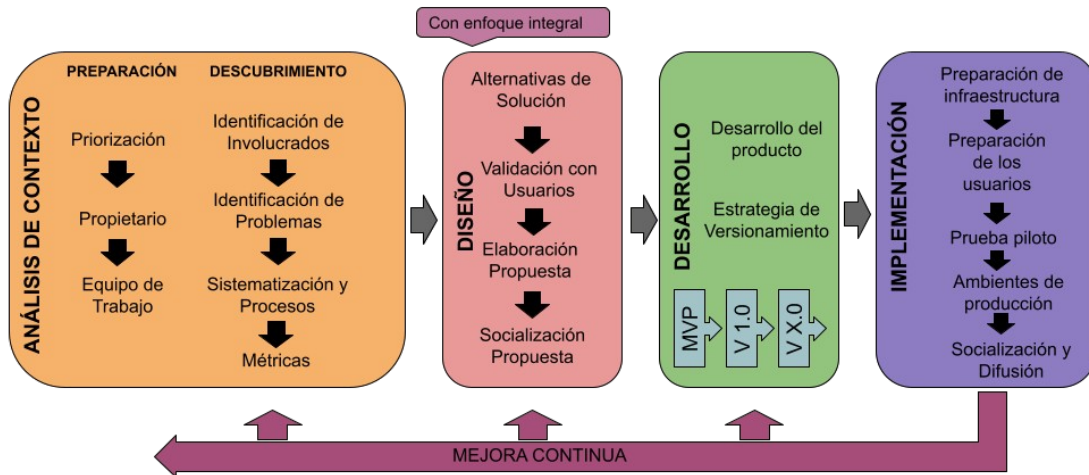 Con enfoque integral
ANÁLISIS DE CONTEXTO
PREPARACIÓN
Priorización
Propietario
Equipo de
Trabajo
DESCUBRIMIENTO
Identificación de
Involucrados
Identificación de
Problemas
Sistematización y
Procesos
Métricas
DISEÑO
Alternativas de
Solución
Validación con
Usuarios
Elaboración
Propuesta
Socialización
Propuesta
DESARROLLO
Desarrollo del
producto
Estrategia de
Versionamiento
MVP
V 1.0
V X.0
IMPLEMENTACIÓN
Preparación de
infraestructura
Preparación
de los
usuarios
Prueba piloto
Ambientes de
producción
Socialización y
Difusión
MEJORA CONTINUA